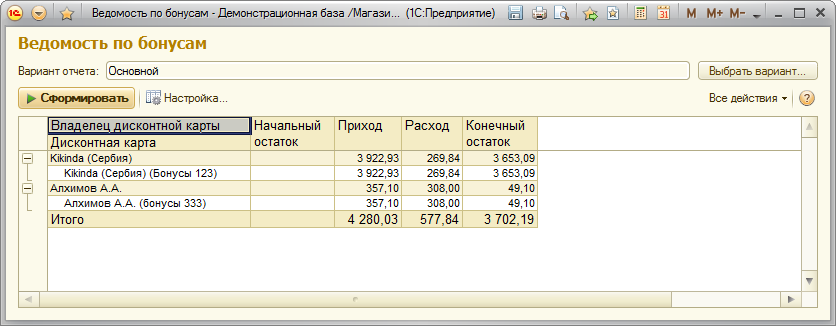 Ведомость по бонусам - Демонстрационная база /Магази... (1С:Предприятие) M M+ M-
Ведомость по бонусам
Вариант отчета: Основной Выбрать вариант...
Сформировать Настройка... Все действия ?
Владелец дисконтной карты Начальный остаток Приход Расход Конечный остаток
Дисконтная карта
Kikinda (Сербия) 3 922,93 269,84 3 653,09
Kikinda (Сербия) (Бонусы 123) 3 922,93 269,84 3 653,09
Алхимов А.А. 357,10 308,00 49,10
Алхимов А.А. (бонусы 333) 357,10 308,00 49,10
Итого 4 280,03 577,84 3 702,19